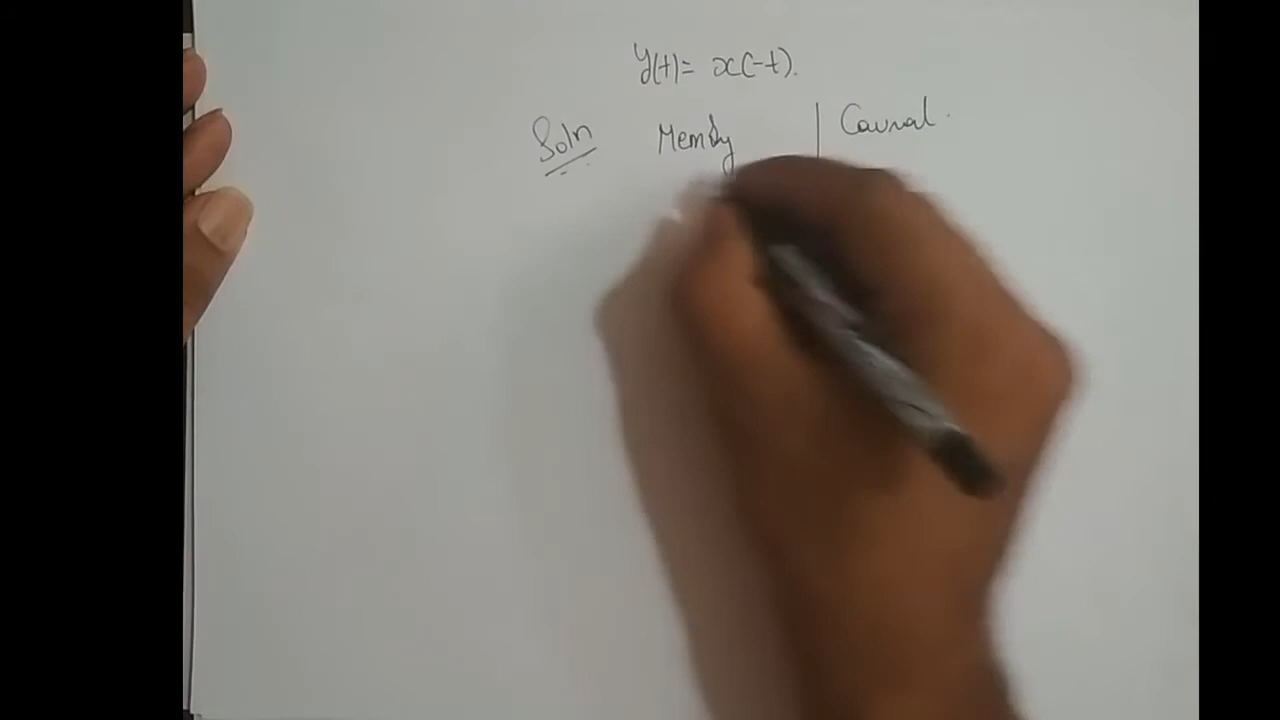 y(t)= x(-t).
Soln Memory | Causal.